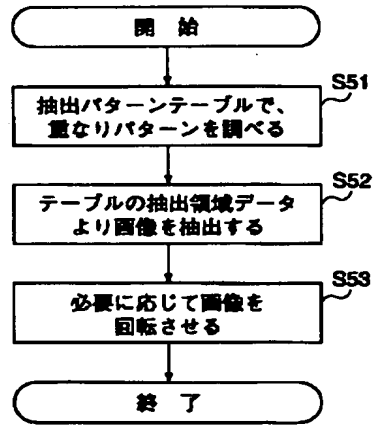 開 始
S51
抽出パターンテーブルで、
重なりパターンを調べる
S52
テーブルの抽出領域データ
より画像を抽出する
S53
必要に応じて画像を
回転させる
終 了